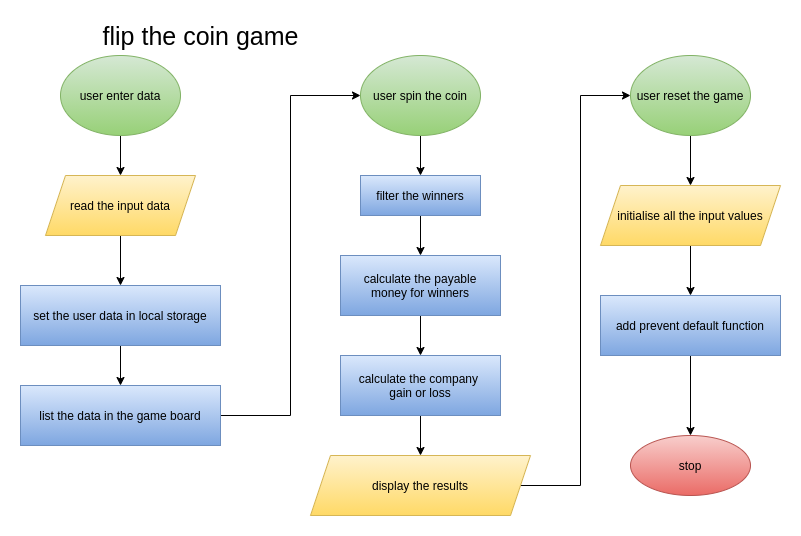 flip the coin game
user enter data
read the input data
set the user data in local storage
list the data in the game board
user spin the coin
filter the winners
calculate the payable
money for winners
calculate the company
gain or loss
display the results
user reset the game
initialise all the input values
add prevent default function
stop